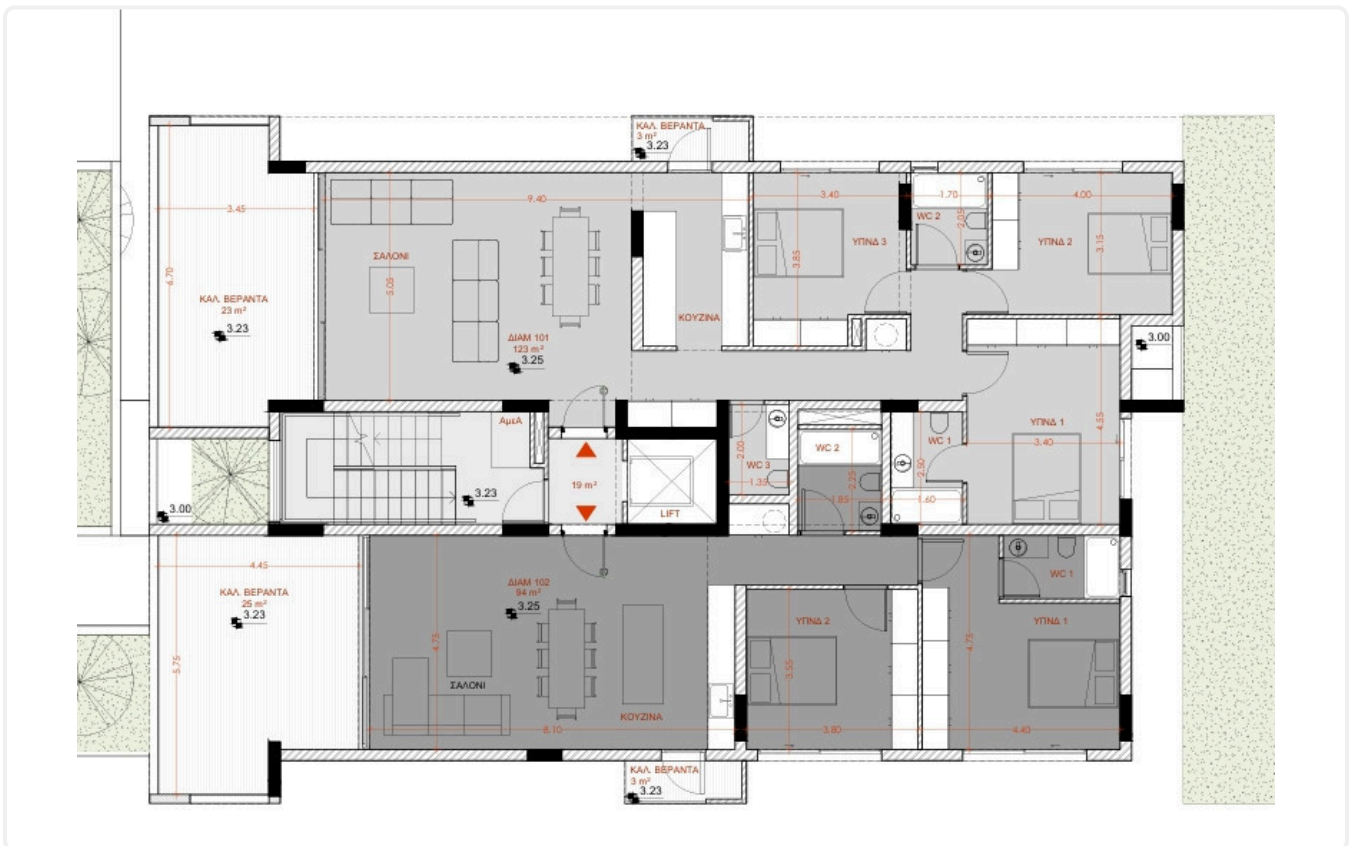 ΚΑΛ. ΒΕΡΑΝΤΑ
3 m²
3.23
3.45
9.40
3.40
1.70
4.00
6.70
ΣΑΛΟΝΙ
5.05
3.85
ΥΠΝΔ 3
WC 2
2.05
ΥΠΝΔ 2
3.15
ΚΑΛ. ΒΕΡΑΝΤΑ
23 m²
3.23
ΚΟΥΖΙΝΑ
ΔΙΑΜ 101
123 m²
3.25
3.00
ΑμεΑ
WC 3
2.00
1.35
WC 2
2.25
1.85
WC 1
2.50
1.60
ΥΠΝΔ 1
3.40
4.55
3.00
3.23
19 m²
LIFT
4.45
ΚΑΛ. ΒΕΡΑΝΤΑ
25 m²
3.23
5.75
ΔΙΑΜ 102
94 m²
3.25
4.75
ΣΑΛΟΝΙ
ΚΟΥΖΙΝΑ
8.10
ΥΠΝΔ 2
3.55
3.80
WC 1
ΥΠΝΔ 1
4.75
4.40
ΚΑΛ. ΒΕΡΑΝΤΑ
3 m²
3.23